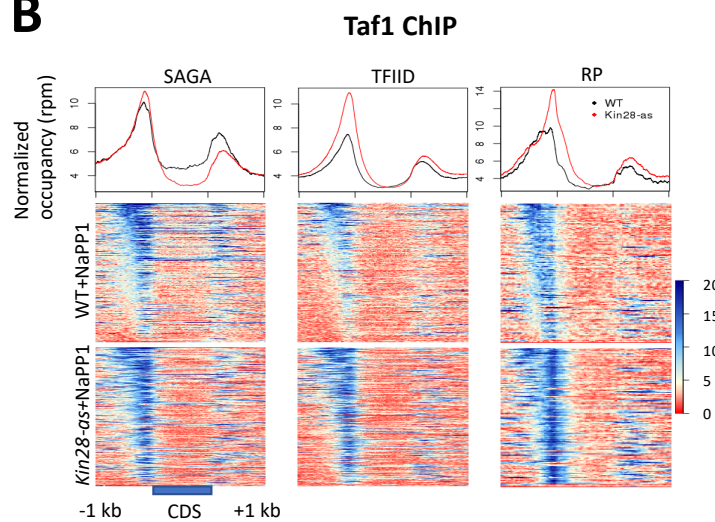 B
Taf1 ChIP
SAGA
TFIID
RP
Normalized
occupancy (rpm)
10
8
6
4
10
8
6
4
14
10
8
6
4
WT
Kin28-as
WT+NaPP1
Kin28-as+NaPP1
20
15
10
5
0
-1 kb
CDS
+1 kb